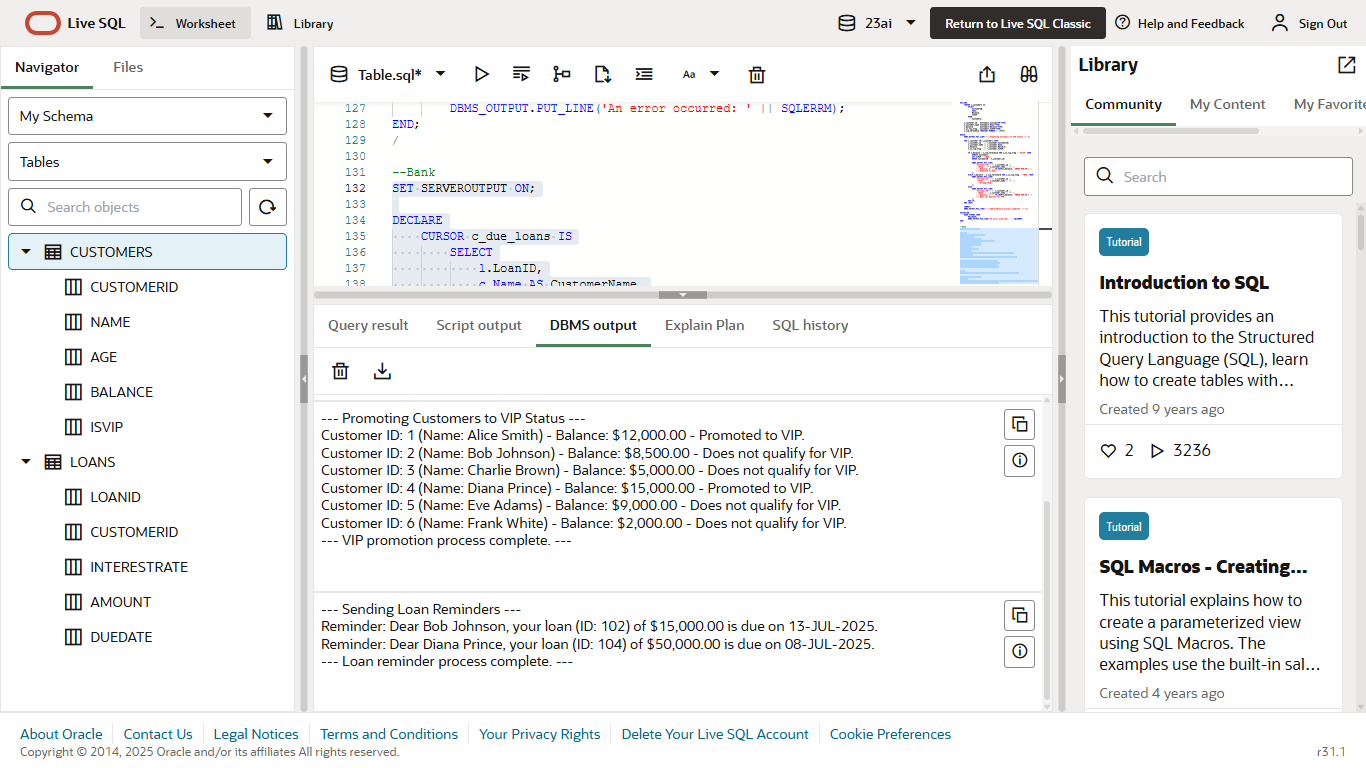 Live SQL
Worksheet
Library
23ai
Return to Live SQL Classic
Help and Feedback
Sign Out
Navigator
Files
My Schema
Tables
Search objects
CUSTOMERS
CUSTOMERID
NAME
AGE
BALANCE
ISVIP
LOANS
LOANID
CUSTOMERID
INTERESTRATE
AMOUNT
DUEDATE
Table.sql*
Aa
127 DBMS_OUTPUT.PUT_LINE('An error occurred: ' || SQLERRM);
128 END;
129 /
130
131 --Bank
132 SET SERVEROUTPUT ON;
133
134 DECLARE
135 CURSOR c_due_loans IS
136 SELECT
137 l.LoanID,
138 c.Name AS CustomerName,
Query result
Script output
DBMS output
Explain Plan
SQL history
--- Promoting Customers to VIP Status ---
Customer ID: 1 (Name: Alice Smith) - Balance: $12,000.00 - Promoted to VIP.
Customer ID: 2 (Name: Bob Johnson) - Balance: $8,500.00 - Does not qualify for VIP.
Customer ID: 3 (Name: Charlie Brown) - Balance: $5,000.00 - Does not qualify for VIP.
Customer ID: 4 (Name: Diana Prince) - Balance: $15,000.00 - Promoted to VIP.
Customer ID: 5 (Name: Eve Adams) - Balance: $9,000.00 - Does not qualify for VIP.
Customer ID: 6 (Name: Frank White) - Balance: $2,000.00 - Does not qualify for VIP.
--- VIP promotion process complete. ---
--- Sending Loan Reminders ---
Reminder: Dear Bob Johnson, your loan (ID: 102) of $15,000.00 is due on 13-JUL-2025.
Reminder: Dear Diana Prince, your loan (ID: 104) of $50,000.00 is due on 08-JUL-2025.
--- Loan reminder process complete. ---
Library
Community
My Content
My Favorite
Search
Tutorial
Introduction to SQL
This tutorial provides an
introduction to the Structured
Query Language (SQL), learn
how to create tables with...
Created 9 years ago
2
3236
Tutorial
SQL Macros - Creating...
This tutorial explains how to
create a parameterized view
using SQL Macros. The
examples use the built-in sal...
Created 4 years ago
About Oracle
Contact Us
Legal Notices
Terms and Conditions
Your Privacy Rights
Delete Your Live SQL Account
Cookie Preferences
Copyright © 2014, 2025 Oracle and/or its affiliates All rights reserved.
r31.1